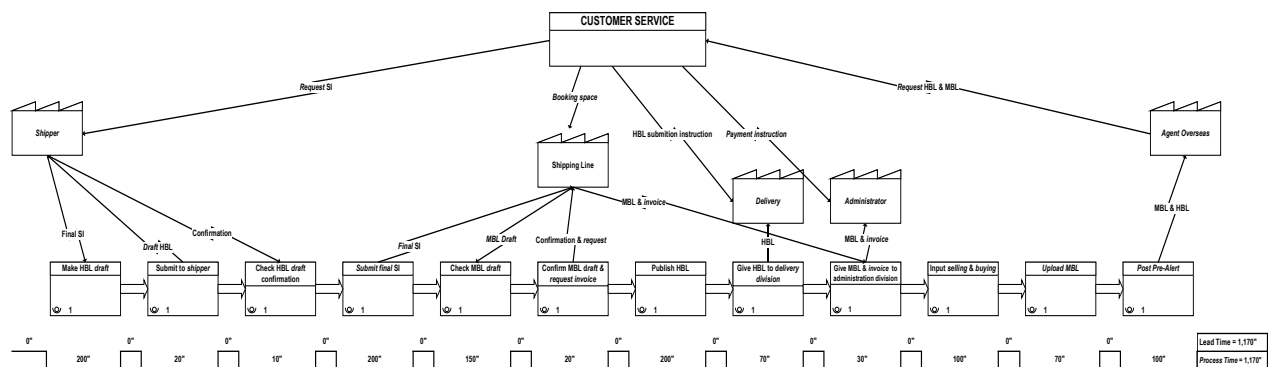 CUSTOMER SERVICE
Request SI
Booking space
Request HBL & MBL
Shipper
HBL submition instruction
Payment instruction
Agent Overseas
Shipping Line
Delivery
Administrator
MBL & invoice
MBL & HBL
Final SI
Draft HBL
Confirmation
Final SI
MBL Draft
Confirmation & request
HBL
MBL & invoice
Make HBL draft
1
Submit to shipper
1
Check HBL draft
confirmation
1
Submit final SI
1
Check MBL draft
1
Confirm MBL draft &
request invoice
1
Publish HBL
1
Give HBL to delivery
division
1
Give MBL & invoice to
administration division
1
Input selling & buying
1
Upload MBL
1
Post Pre-Alert
1
0" 0" 0" 0" 0" 0" 0" 0" 0" 0" 0" 0"
200" 20" 10" 200" 150" 20" 200" 70" 30" 100" 70" 100"
Lead Time = 1,170"
Process Time = 1,170"